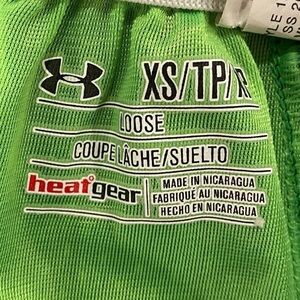 XS/TP/
LOOSE
COUPE LÂCHE/SUELTO
heatgear
MADE IN NICARAGUA
FABRIQUÉ AU NICARAGUA
HECHO EN NICARAGUA